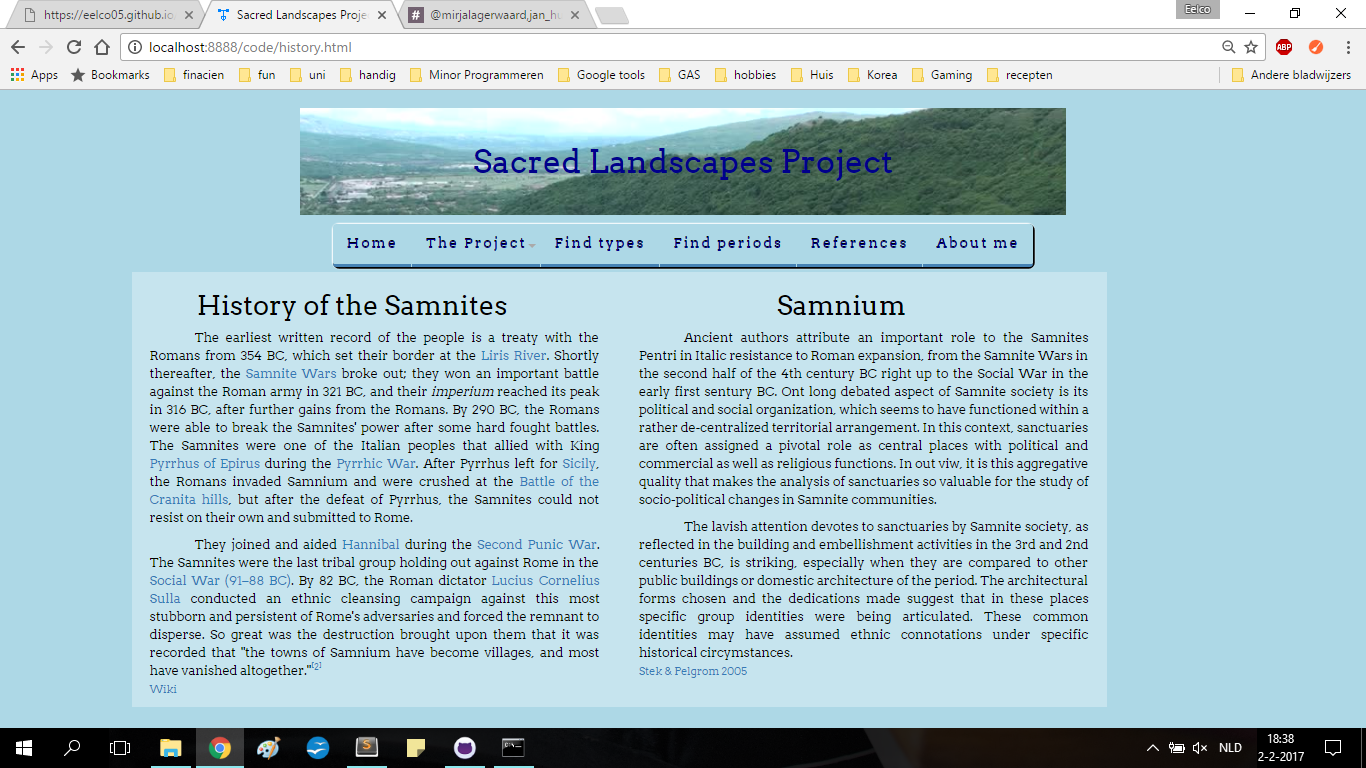 https://eelco05.github.io
Sacred Landscapes Proje
@mirjalagerwaard,jan_hu
Eelco
localhost:8888/code/history.html
ABP
Apps Bookmarks finacien fun uni handig Minor Programmeren Google tools GAS hobbies Huis Korea Gaming recepten Andere bladwijzers
Sacred Landscapes Project
Home The Project Find types Find periods References About me
History of the Samnites
The earliest written record of the people is a treaty with the
Romans from 354 BC, which set their border at the Liris River. Shortly
thereafter, the Samnite Wars broke out; they won an important battle
against the Roman army in 321 BC, and their imperium reached its peak
in 316 BC, after further gains from the Romans. By 290 BC, the Romans
were able to break the Samnites' power after some hard fought battles.
The Samnites were one of the Italian peoples that allied with King
Pyrrhus of Epirus during the Pyrrhic War. After Pyrrhus left for Sicily,
the Romans invaded Samnium and were crushed at the Battle of the
Cranita hills, but after the defeat of Pyrrhus, the Samnites could not
resist on their own and submitted to Rome.
They joined and aided Hannibal during the Second Punic War.
The Samnites were the last tribal group holding out against Rome in the
Social War (91–88 BC). By 82 BC, the Roman dictator Lucius Cornelius
Sulla conducted an ethnic cleansing campaign against this most
stubborn and persistent of Rome's adversaries and forced the remnant to
disperse. So great was the destruction brought upon them that it was
recorded that "the towns of Samnium have become villages, and most
have vanished altogether."[2]
Wiki
Samnium
Ancient authors attribute an important role to the Samnites
Pentri in Italic resistance to Roman expansion, from the Samnite Wars in
the second half of the 4th century BC right up to the Social War in the
early first sentury BC. Ont long debated aspect of Samnite society is its
political and social organization, which seems to have functioned within a
rather de-centralized territorial arrangement. In this context, sanctuaries
are often assigned a pivotal role as central places with political and
commercial as well as religious functions. In out viw, it is this aggregative
quality that makes the analysis of sanctuaries so valuable for the study of
socio-political changes in Samnite communities.
The lavish attention devotes to sanctuaries by Samnite society, as
reflected in the building and embellishment activities in the 3rd and 2nd
centuries BC, is striking, especially when they are compared to other
public buildings or domestic architecture of the period. The architectural
forms chosen and the dedications made suggest that in these places
specific group identities were being articulated. These common
identities may have assumed ethnic connotations under specific
historical circymstances.
Stek & Pelgrom 2005
NLD
18:38
2-2-2017